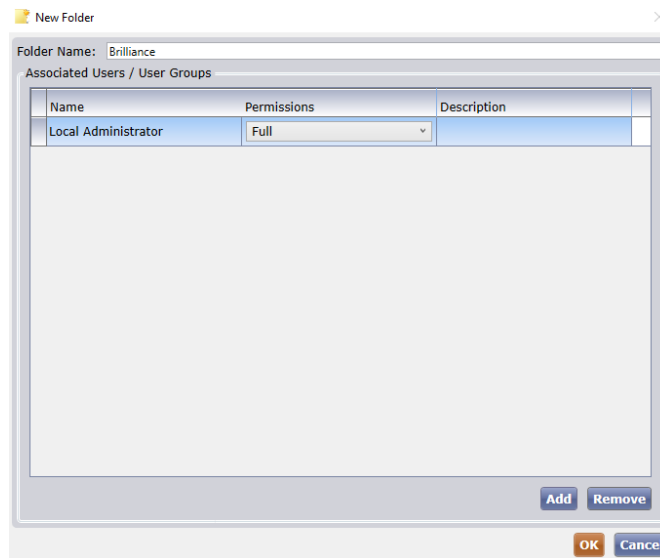 New Folder
Folder Name: Brilliance
Associated Users / User Groups
Name Permissions Description
Local Administrator Full
Add Remove
OK Cance